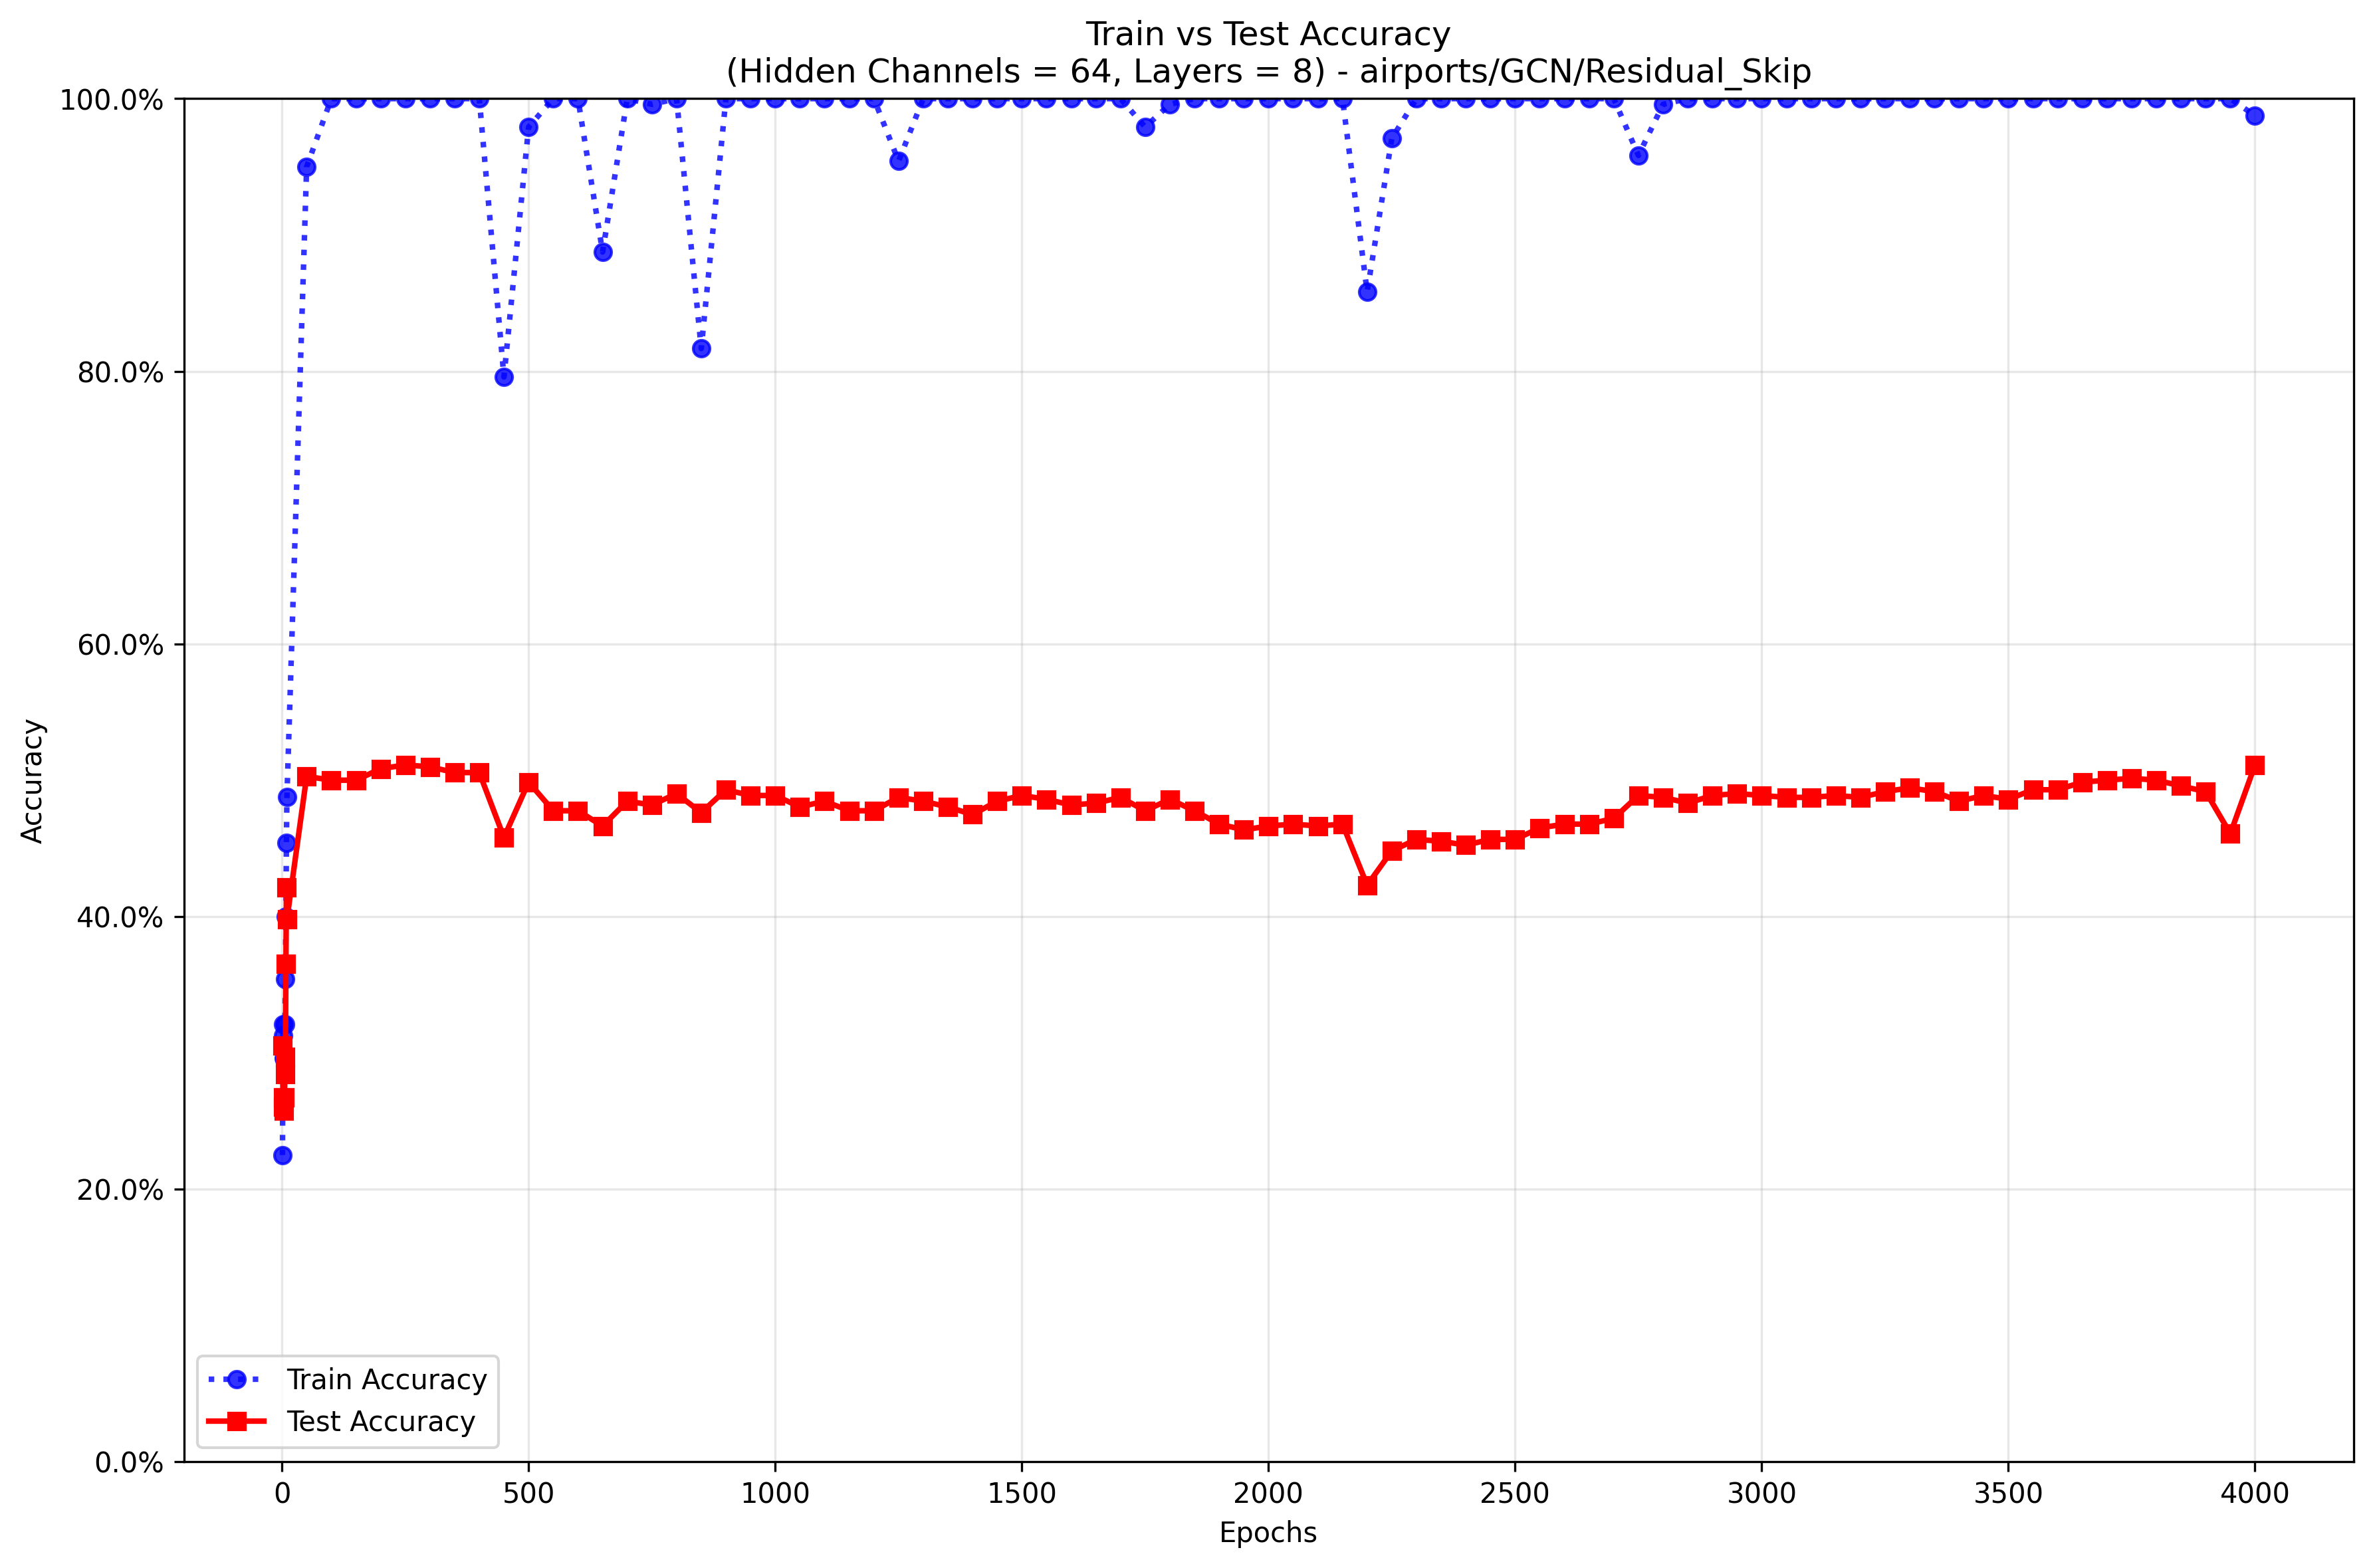 Train vs Test Accuracy
(Hidden Channels = 64, Layers = 8) - airports/GCN/Residual_Skip
100.0%
80.0%
60.0%
40.0%
20.0%
0.0%
Accuracy
Train Accuracy
Test Accuracy
0 500 1000 1500 2000 2500 3000 3500 4000
Epochs